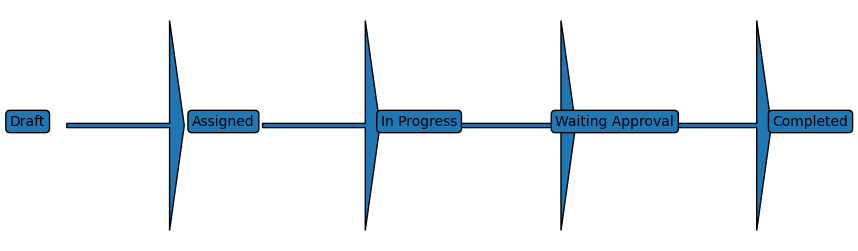 Draft
Assigned
In Progress
Waiting Approval
Completed